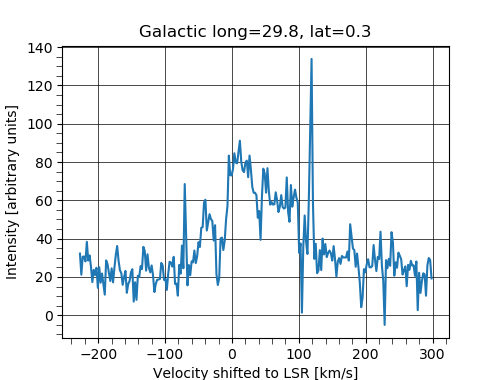 Galactic long=29.8, lat=0.3
Intensity [arbitrary units]
140
120
100
80
60
40
20
0
−200 −100 0 100 200 300
Velocity shifted to LSR [km/s]